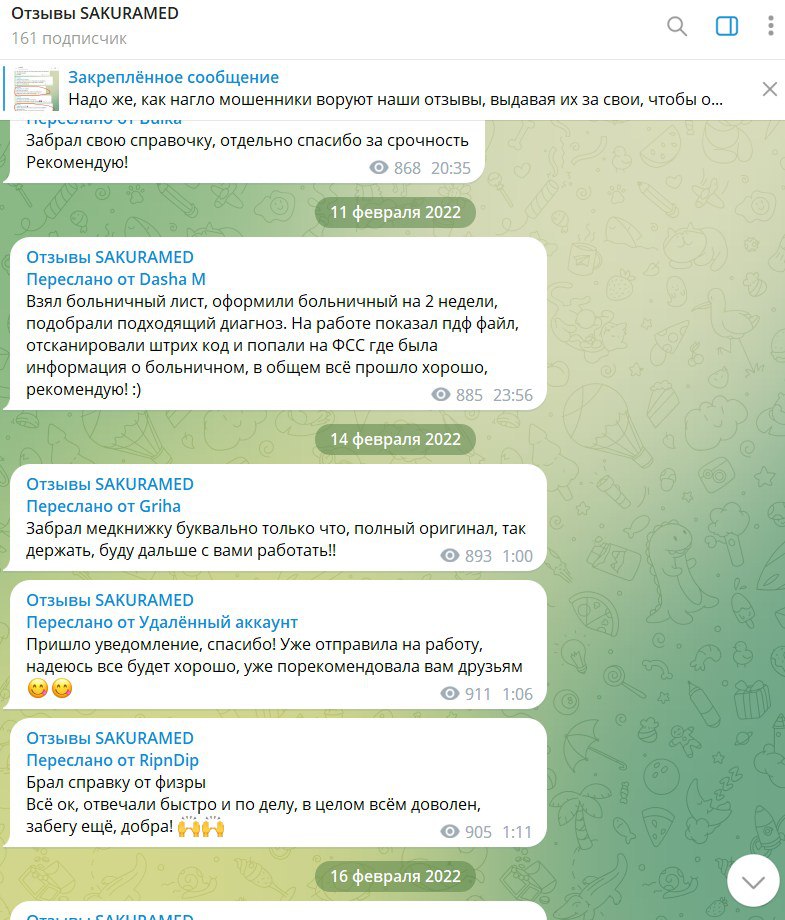 Отзывы SAKURAMED
161 подписчик
Закреплённое сообщение
Надо же, как нагло мошенники воруют наши отзывы, выдавая их за свои, чтобы о...
Переслано от Bulka
Забрал свою справочку, отдельно спасибо за срочность
Рекомендую!
868 20:35
11 февраля 2022
Отзывы SAKURAMED
Переслано от Dasha M
Взял больничный лист, оформили больничный на 2 недели,
подобрали подходящий диагноз. На работе показал пдф файл,
отсканировали штрих код и попали на ФСС где была
информация о больничном, в общем всё прошло хорошо,
рекомендую! :)
885 23:56
14 февраля 2022
Отзывы SAKURAMED
Переслано от Griha
Забрал медкнижку буквально только что, полный оригинал, так
держать, буду дальше с вами работать!!
893 1:00
Отзывы SAKURAMED
Переслано от Удалённый аккаунт
Пришло уведомление, спасибо! Уже отправила на работу,
надеюсь все будет хорошо, уже порекомендовала вам друзьям
😋😋
911 1:06
Отзывы SAKURAMED
Переслано от RipnDip
Брал справку от физры
Всё ок, отвечали быстро и по делу, в целом всём доволен,
забегу ещё, добра! 🙌🙌
905 1:11
16 февраля 2022
Отзывы SAKURAMED